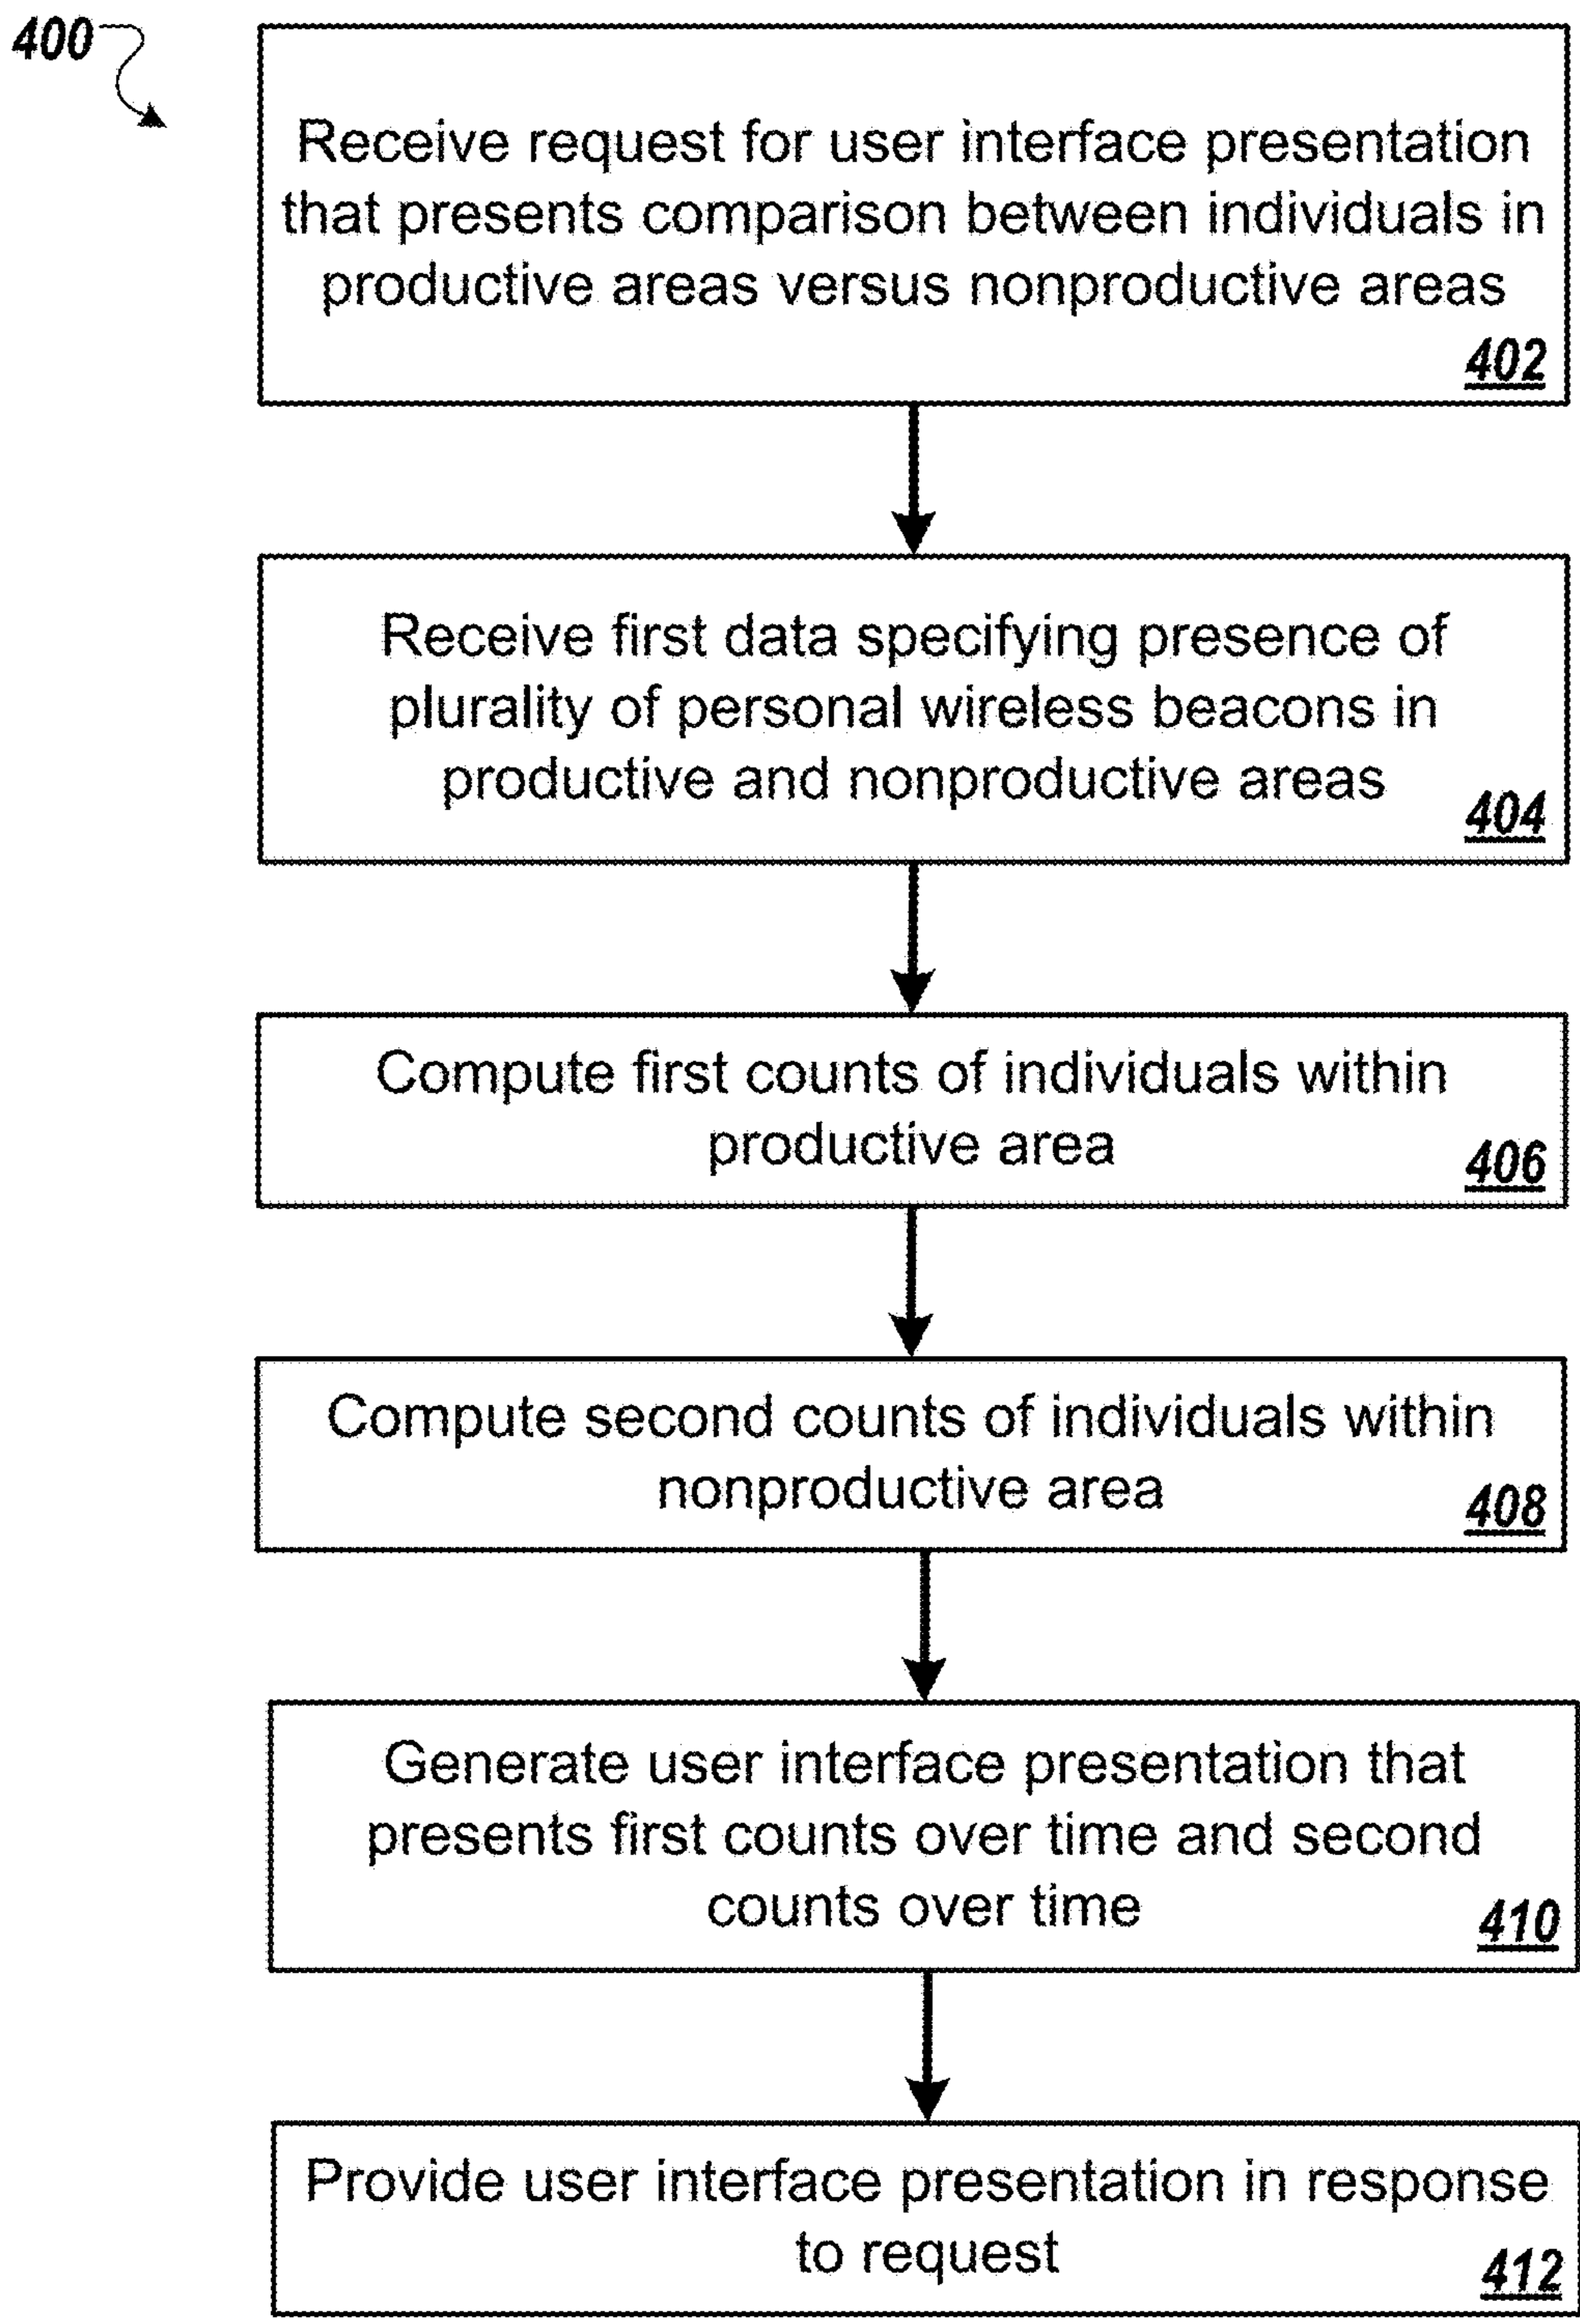 400
Receive request for user interface presentation
that presents comparison between individuals in
productive areas versus nonproductive areas
402
Receive first data specifying presence of
plurality of personal wireless beacons in
productive and nonproductive areas
404
Compute first counts of individuals within
productive area
406
Compute second counts of individuals within
nonproductive area
408
Generate user interface presentation that
presents first counts over time and second
counts over time
410
Provide user interface presentation in response
to request
412